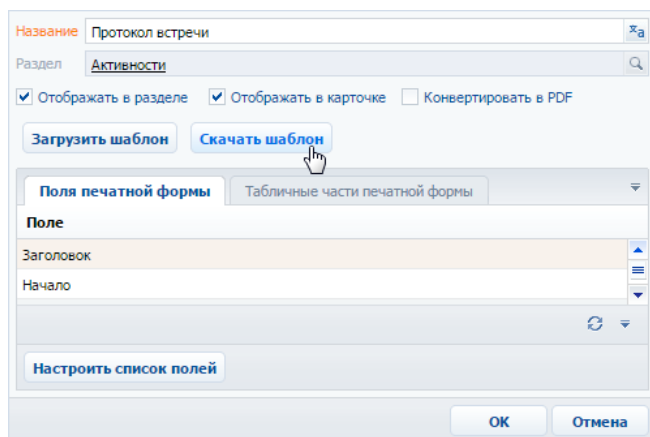 Название Протокол встречи xa
Раздел Активности
Отображать в разделе Отображать в карточке Конвертировать в PDF
Загрузить шаблон Скачать шаблон
Поля печатной формы Табличные части печатной формы
Поле
Заголовок
Начало
Настроить список полей
ОК Отмена